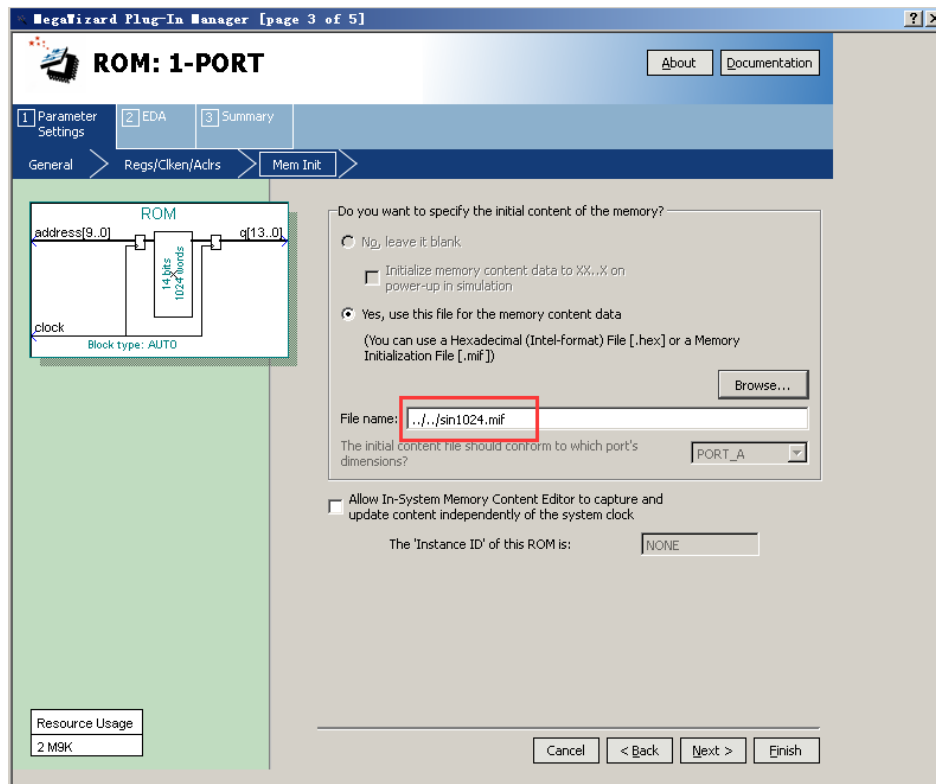 MegaWizard Plug-In Manager [page 3 of 5]
ROM: 1-PORT
About
Documentation
1 Parameter Settings
2 EDA
3 Summary
General
Regs/Clken/Aclrs
Mem Init
ROM
address[9..0]
q[13..0]
14 bits
1024 words
clock
Block type: AUTO
Do you want to specify the initial content of the memory?
No, leave it blank
Initialize memory content data to XX..X on
power-up in simulation
Yes, use this file for the memory content data
(You can use a Hexadecimal (Intel-format) File [.hex] or a Memory
Initialization File [.mif])
Browse...
File name: ../../sin1024.mif
The initial content file should conform to which port's
dimensions?
PORT_A
Allow In-System Memory Content Editor to capture and
update content independently of the system clock
The 'Instance ID' of this ROM is:
NONE
Resource Usage
2 M9K
Cancel
< Back
Next >
Finish